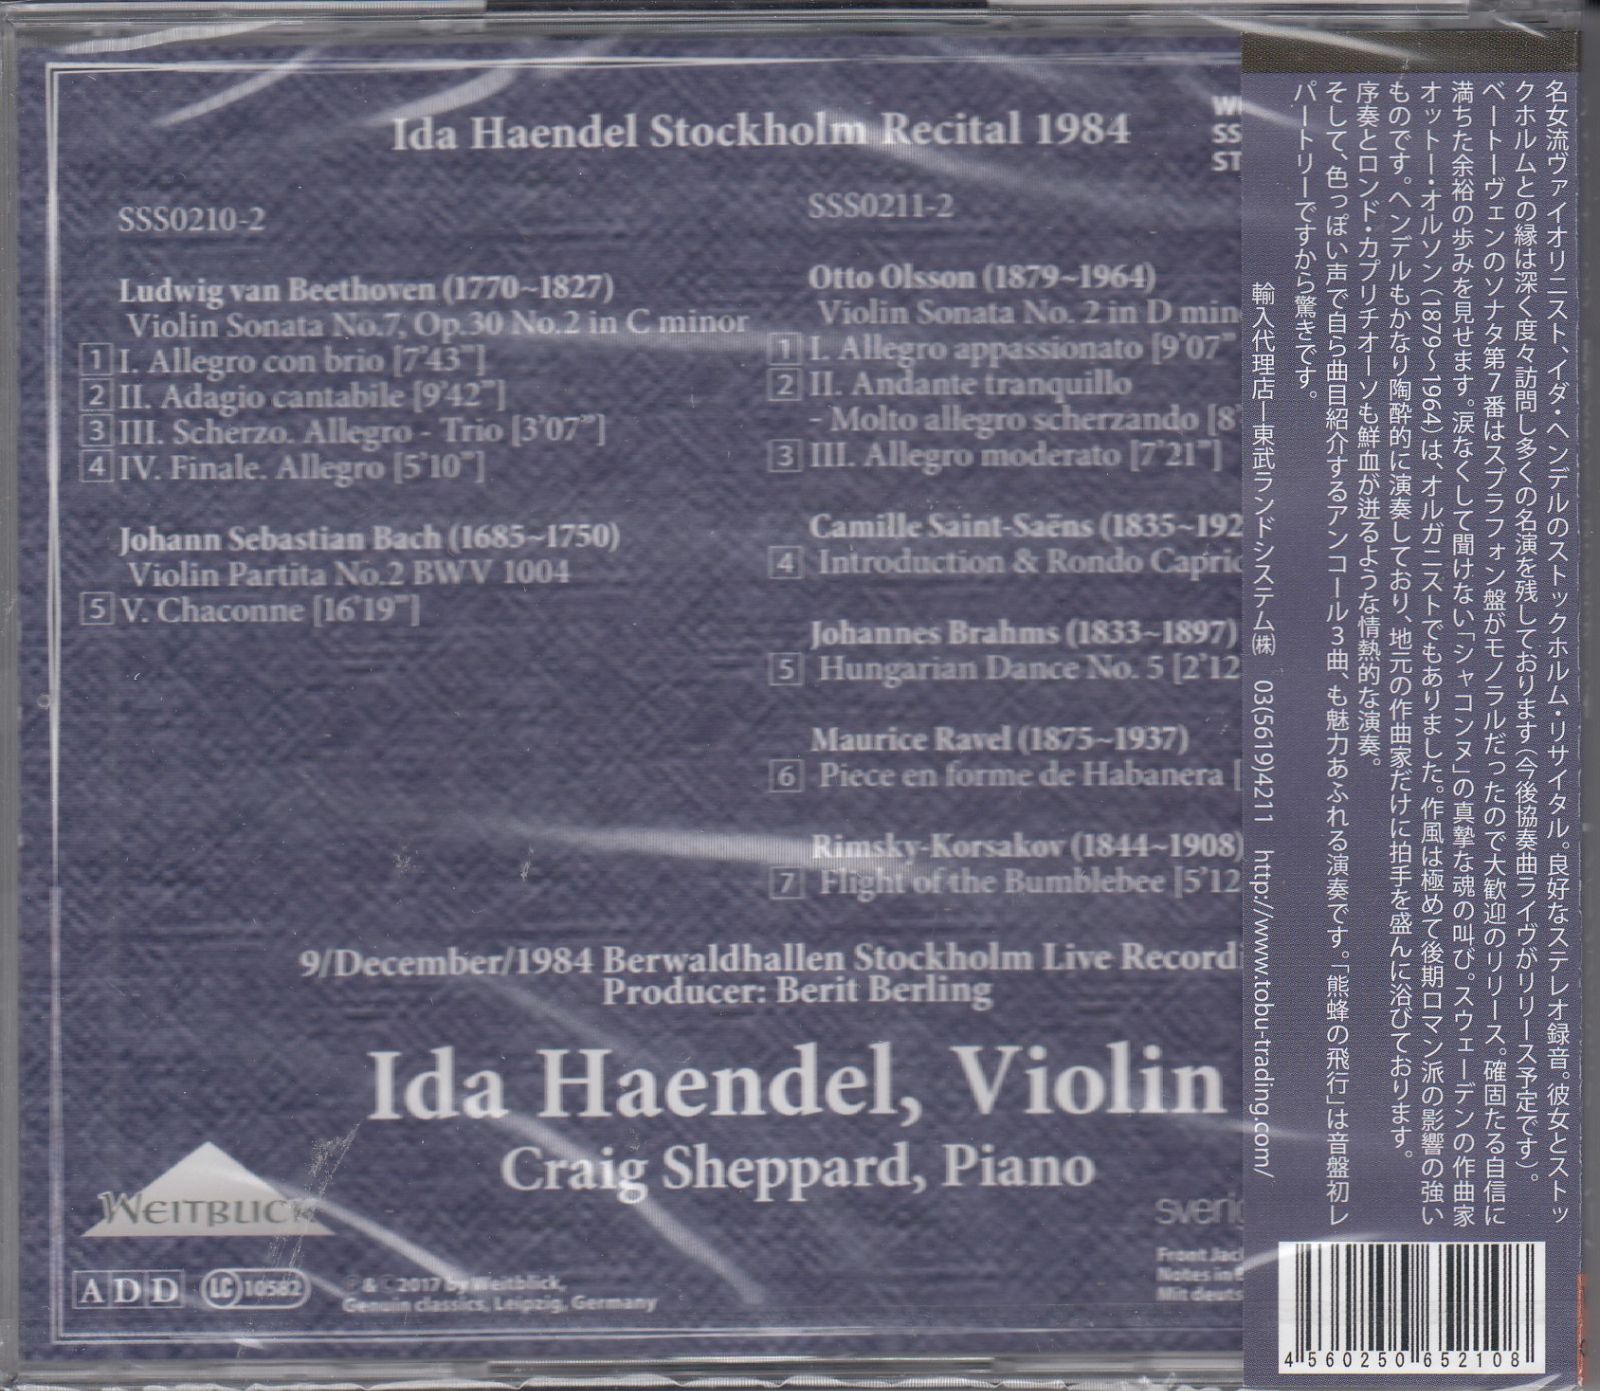 Ida Haendel Stockholm Recital 1984
SSS0210-2
Ludwig van Beethoven (1770~1827)
Violin Sonata No.7, Op.30 No.2 in C minor
1 I. Allegro con brio [7'43"]
2 II. Adagio cantabile [9'42"]
3 III. Scherzo. Allegro - Trio [3'07"]
4 IV. Finale. Allegro [5'10"]
Johann Sebastian Bach (1685~1750)
Violin Partita No.2 BWV 1004
5 V. Chaconne [16'19"]
SSS0211-2
Otto Olsson (1879~1964)
Violin Sonata No. 2 in D min
1 I. Allegro appassionato [9'07"
2 II. Andante tranquillo
- Molto allegro scherzando [8'
3 III. Allegro moderato [7'21"]
Camille Saint-Saëns (1835~192
4 Introduction & Rondo Capric
Johannes Brahms (1833~1897)
5 Hungarian Dance No. 5 [2'12
Maurice Ravel (1875~1937)
6 Piece en forme de Habanera [
Rimsky-Korsakov (1844~1908)
7 Flight of the Bumblebee [5'12
9/December/1984 Berwaldhallen Stockholm Live Recordi
Producer: Berit Berling
Ida Haendel, Violin
Craig Sheppard, Piano
WEITBLICK
ADD
LC 10582
℗ & © 2017 by Weitblick,
Genuin classics, Leipzig, Germany
sverig
Front Jac
Notes in
Mit deuts
名女流ヴァイオリニスト、イダ・ヘンデルのストックホルム・リサイタル。良好なステレオ録音。彼女とストッ
クホルムとの縁は深く度々訪問し多くの名演を残しております（今後協奏曲ライヴがリリース予定です）。
ベートーヴェンのソナタ第7番はスプラフォン盤がモノラルだったので大歓迎のリリース。確固たる自信に
満ちた余裕の歩みを見せます。涙なくして聞けない「シャコンヌ」の真摯な魂の叫び。スウェーデンの作曲家
オットー・オルソン（1879～1964）は、オルガニストでもありました。作風は極めて後期ロマン派の影響の強い
ものです。ヘンデルもかなり陶酔的に演奏しており、地元の作曲家だけに拍手を盛んに浴びております。
序奏とロンド・カプリチオーソも鮮血が迸るような情熱的な演奏。
そして、色っぽい声で自ら曲目紹介するアンコール3曲、も魅力あふれる演奏です。「熊蜂の飛行」は音盤初レ
パートリーですから驚きです。
輸入代理店―東武ランドシステム㈱ 03(5619)4211 http://www.tobu-trading.com/
4 560250 652108